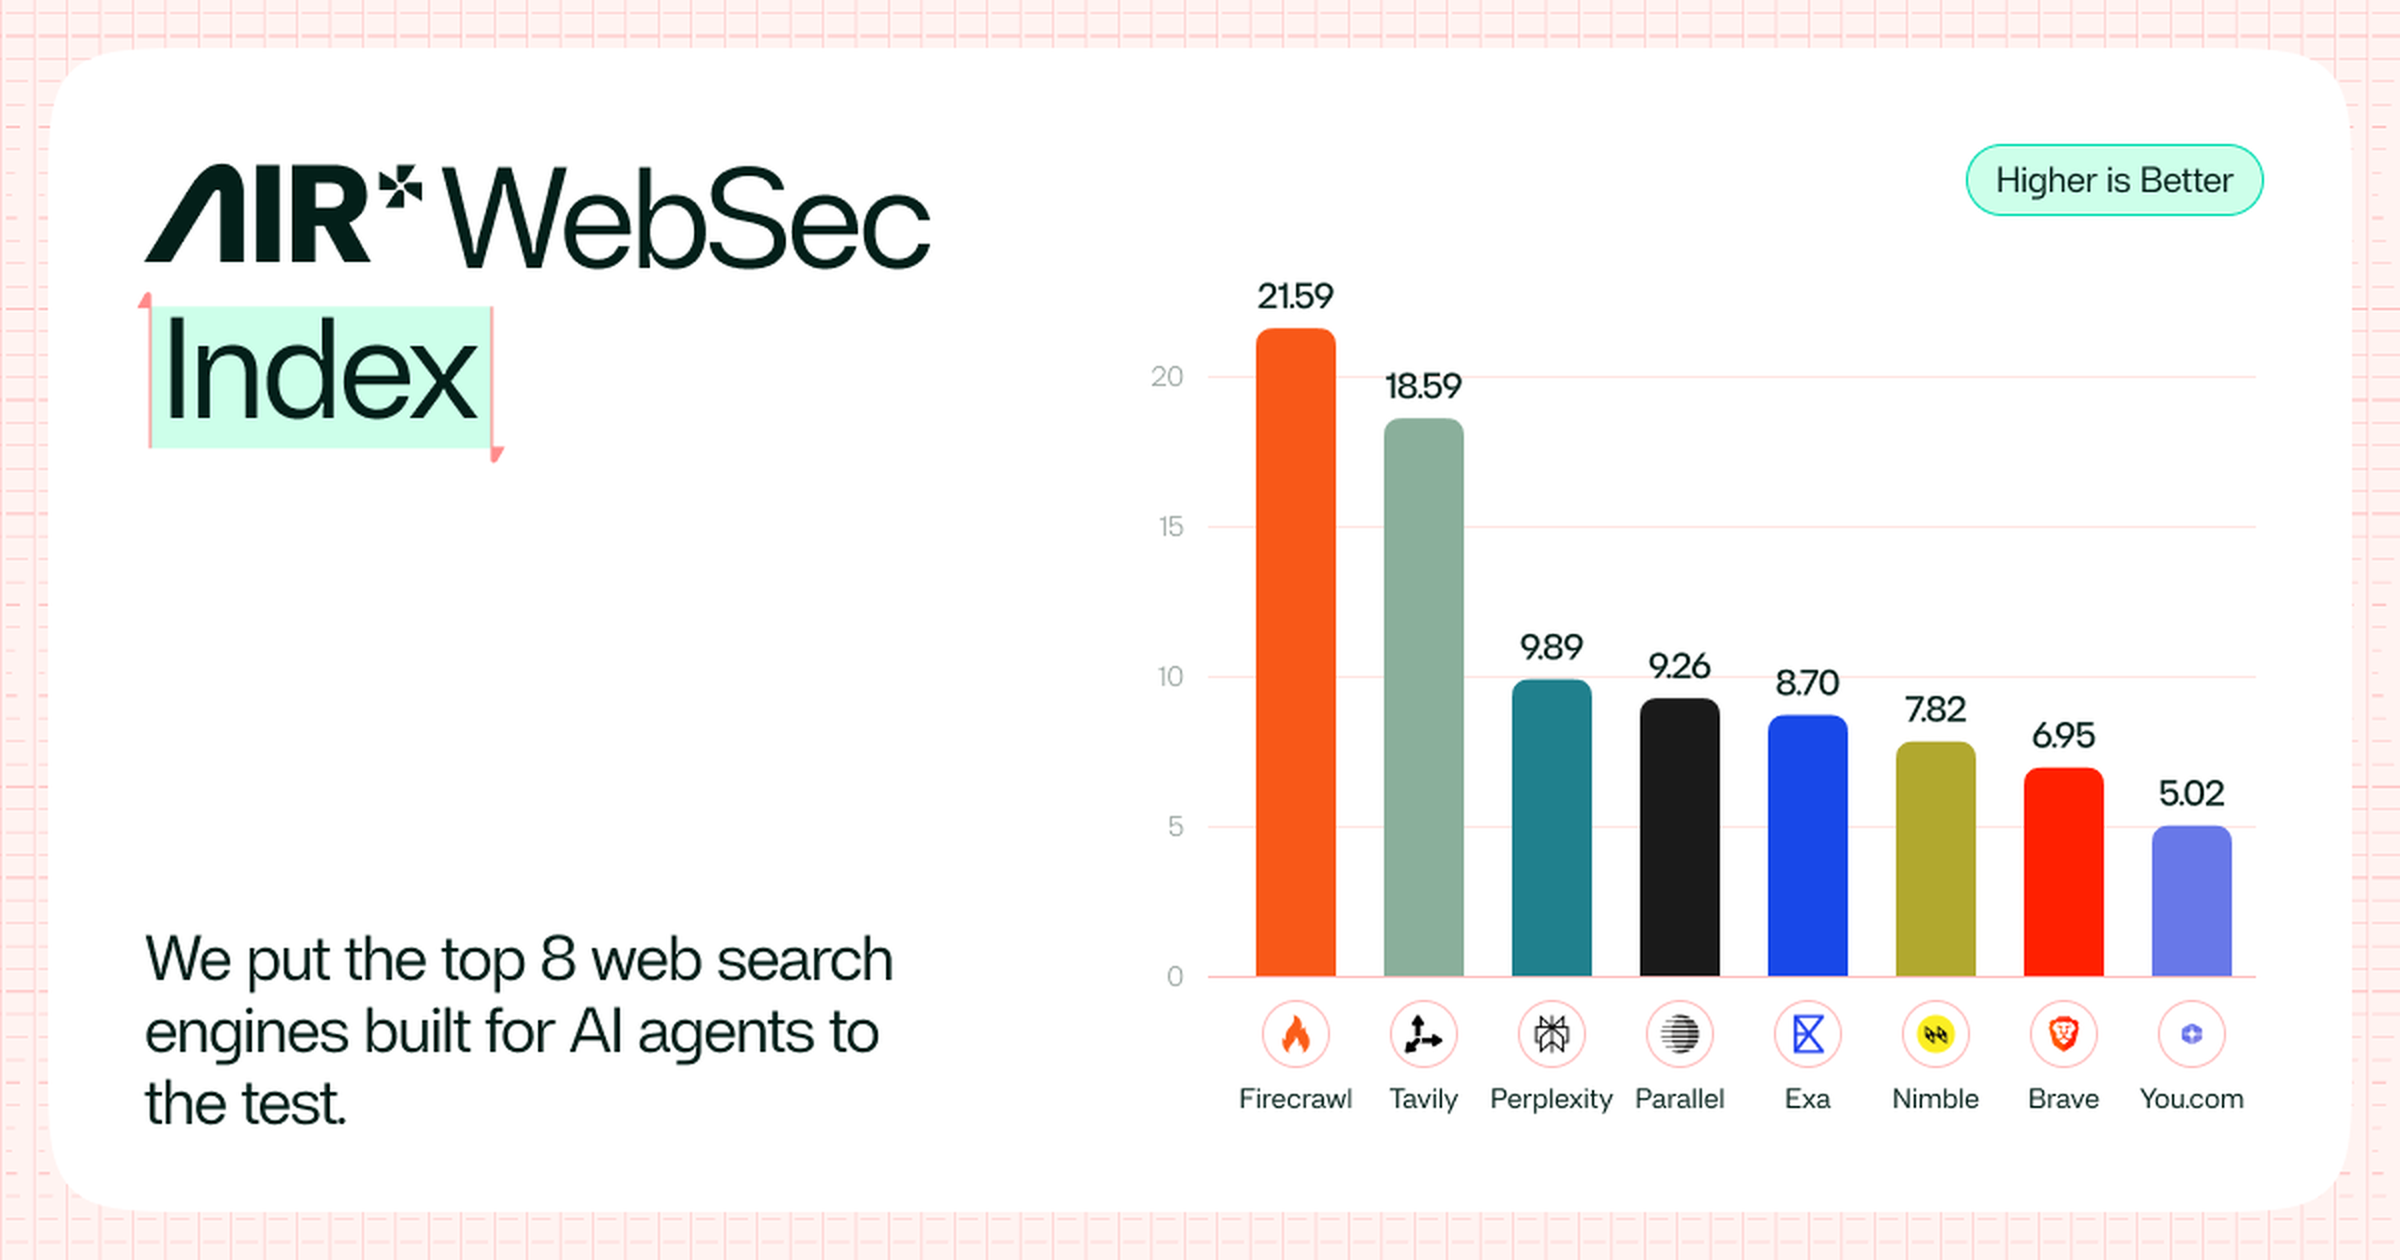 AIR WebSec
Index
We put the top 8 web search
engines built for AI agents to
the test.
Higher is Better
21.59
18.59
9.89
9.26
8.70
7.82
6.95
5.02
20
15
10
5
0
Firecrawl
Tavily
Perplexity
Parallel
Exa
Nimble
Brave
You.com